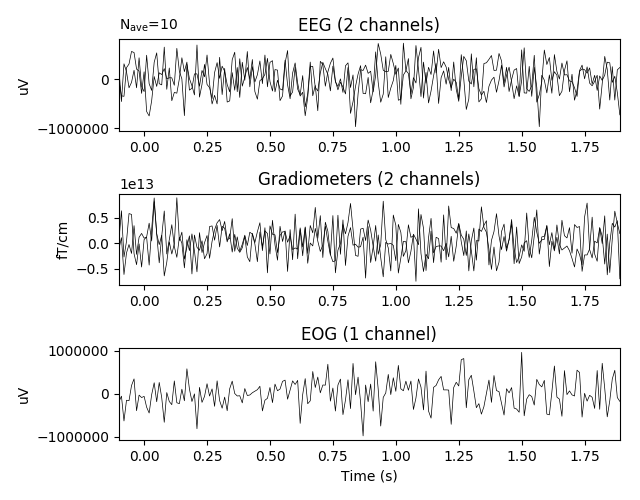 N_ave=10
EEG (2 channels)
uV
0
−1000000
0.00 0.25 0.50 0.75 1.00 1.25 1.50 1.75
1e13
Gradiometers (2 channels)
fT/cm
0.5
0.0
−0.5
0.00 0.25 0.50 0.75 1.00 1.25 1.50 1.75
EOG (1 channel)
uV
1000000
0
−1000000
0.00 0.25 0.50 0.75 1.00 1.25 1.50 1.75
Time (s)